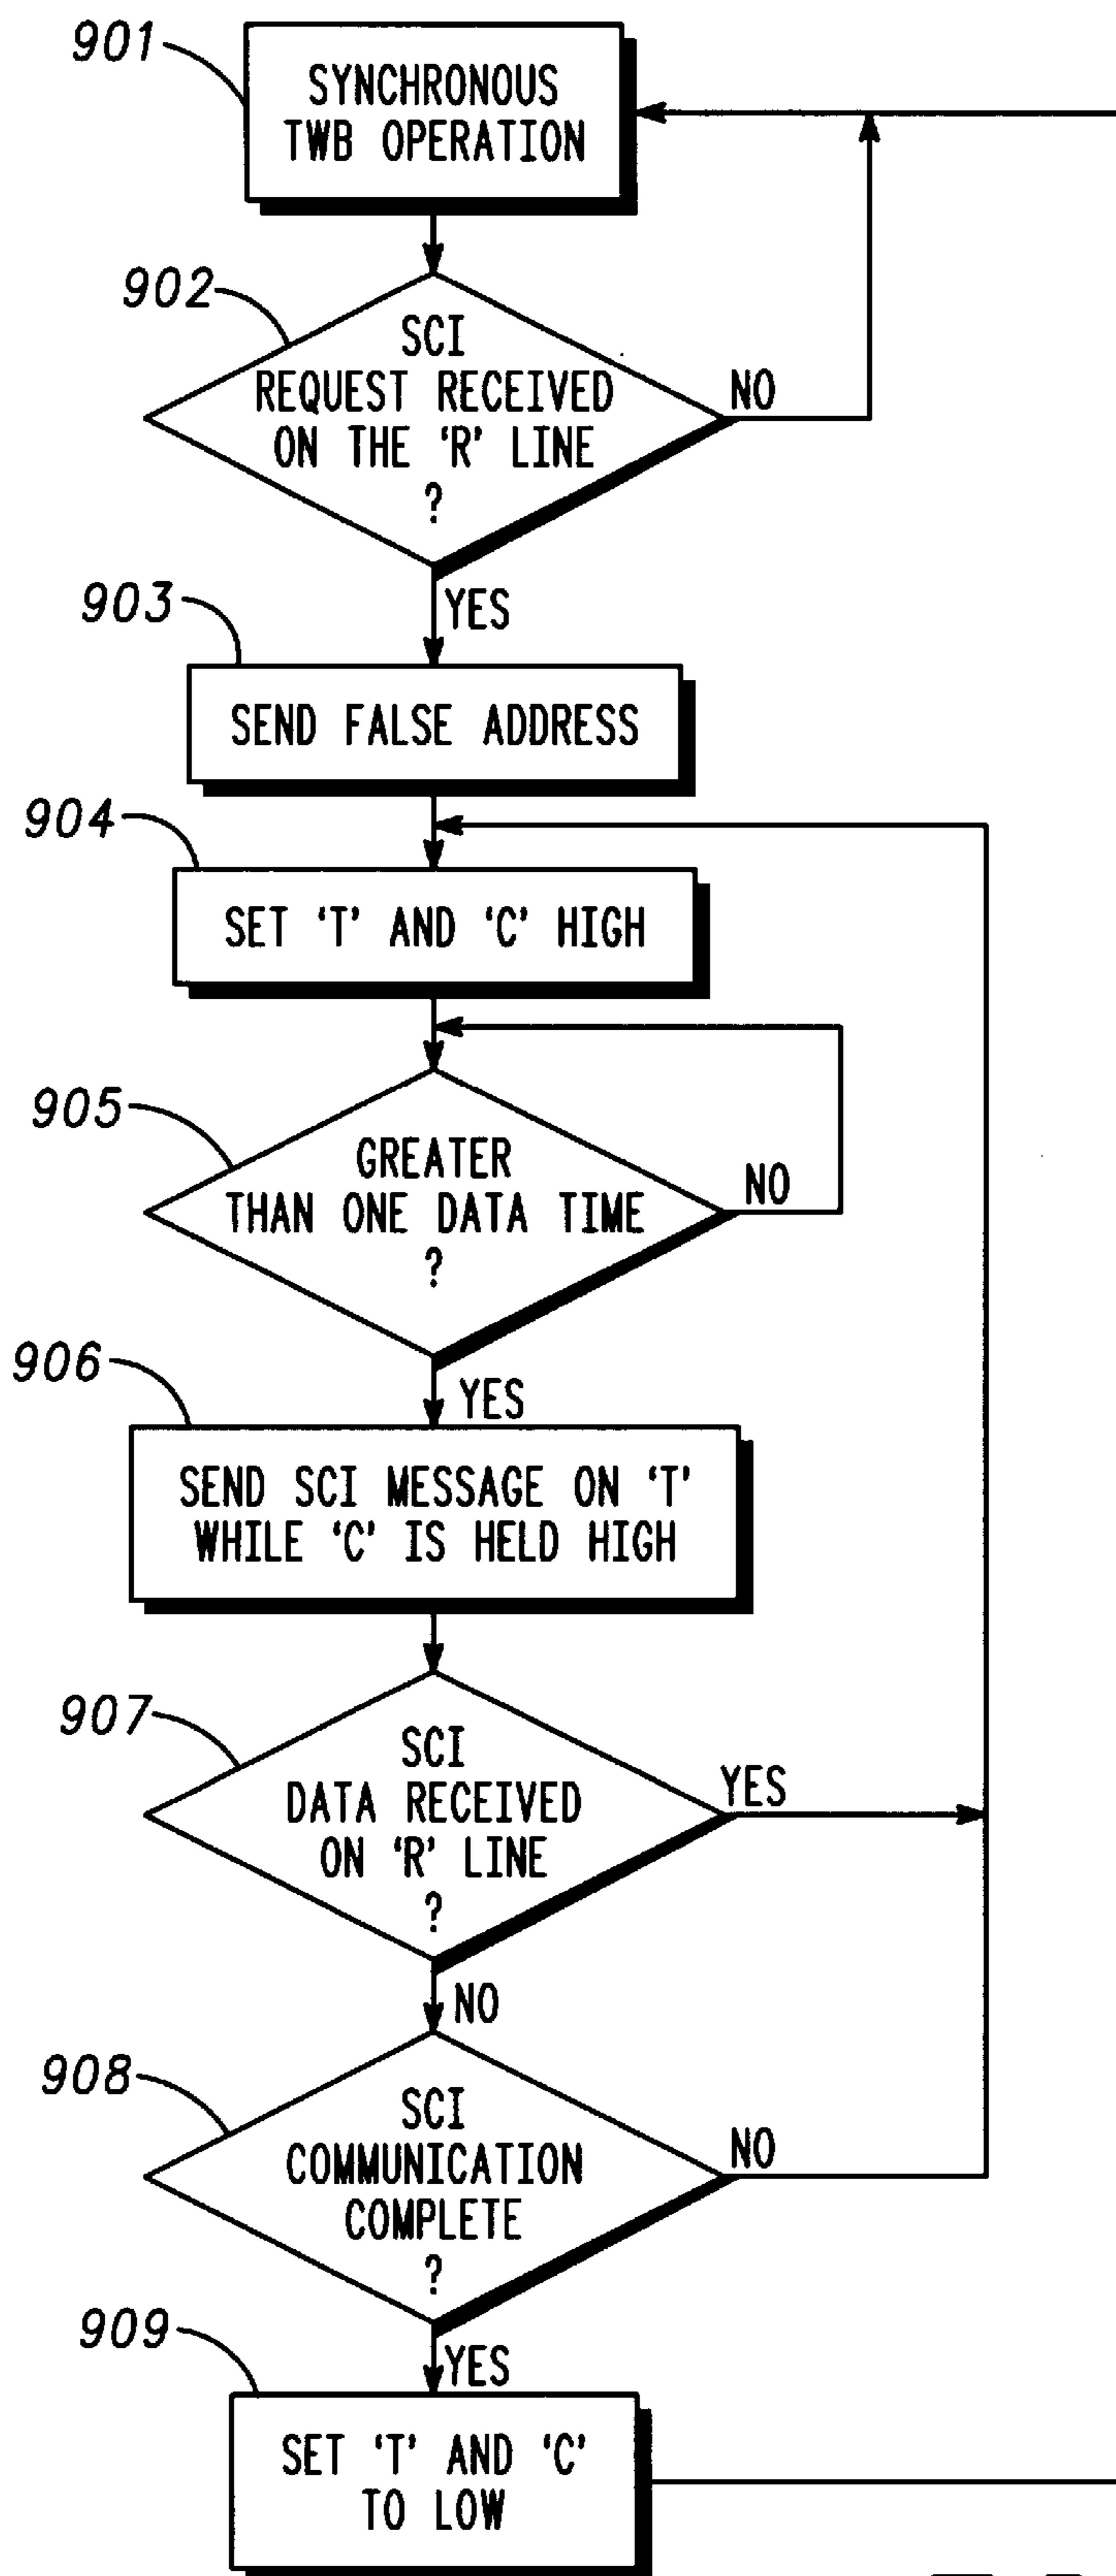 901
SYNCHRONOUS
TWB OPERATION
902
SCI
REQUEST RECEIVED
ON THE 'R' LINE
?
NO
YES
903
SEND FALSE ADDRESS
904
SET 'T' AND 'C' HIGH
905
GREATER
THAN ONE DATA TIME
?
NO
YES
906
SEND SCI MESSAGE ON 'T'
WHILE 'C' IS HELD HIGH
907
SCI
DATA RECEIVED
ON 'R' LINE
?
YES
NO
908
SCI
COMMUNICATION
COMPLETE
?
NO
YES
909
SET 'T' AND 'C'
TO LOW